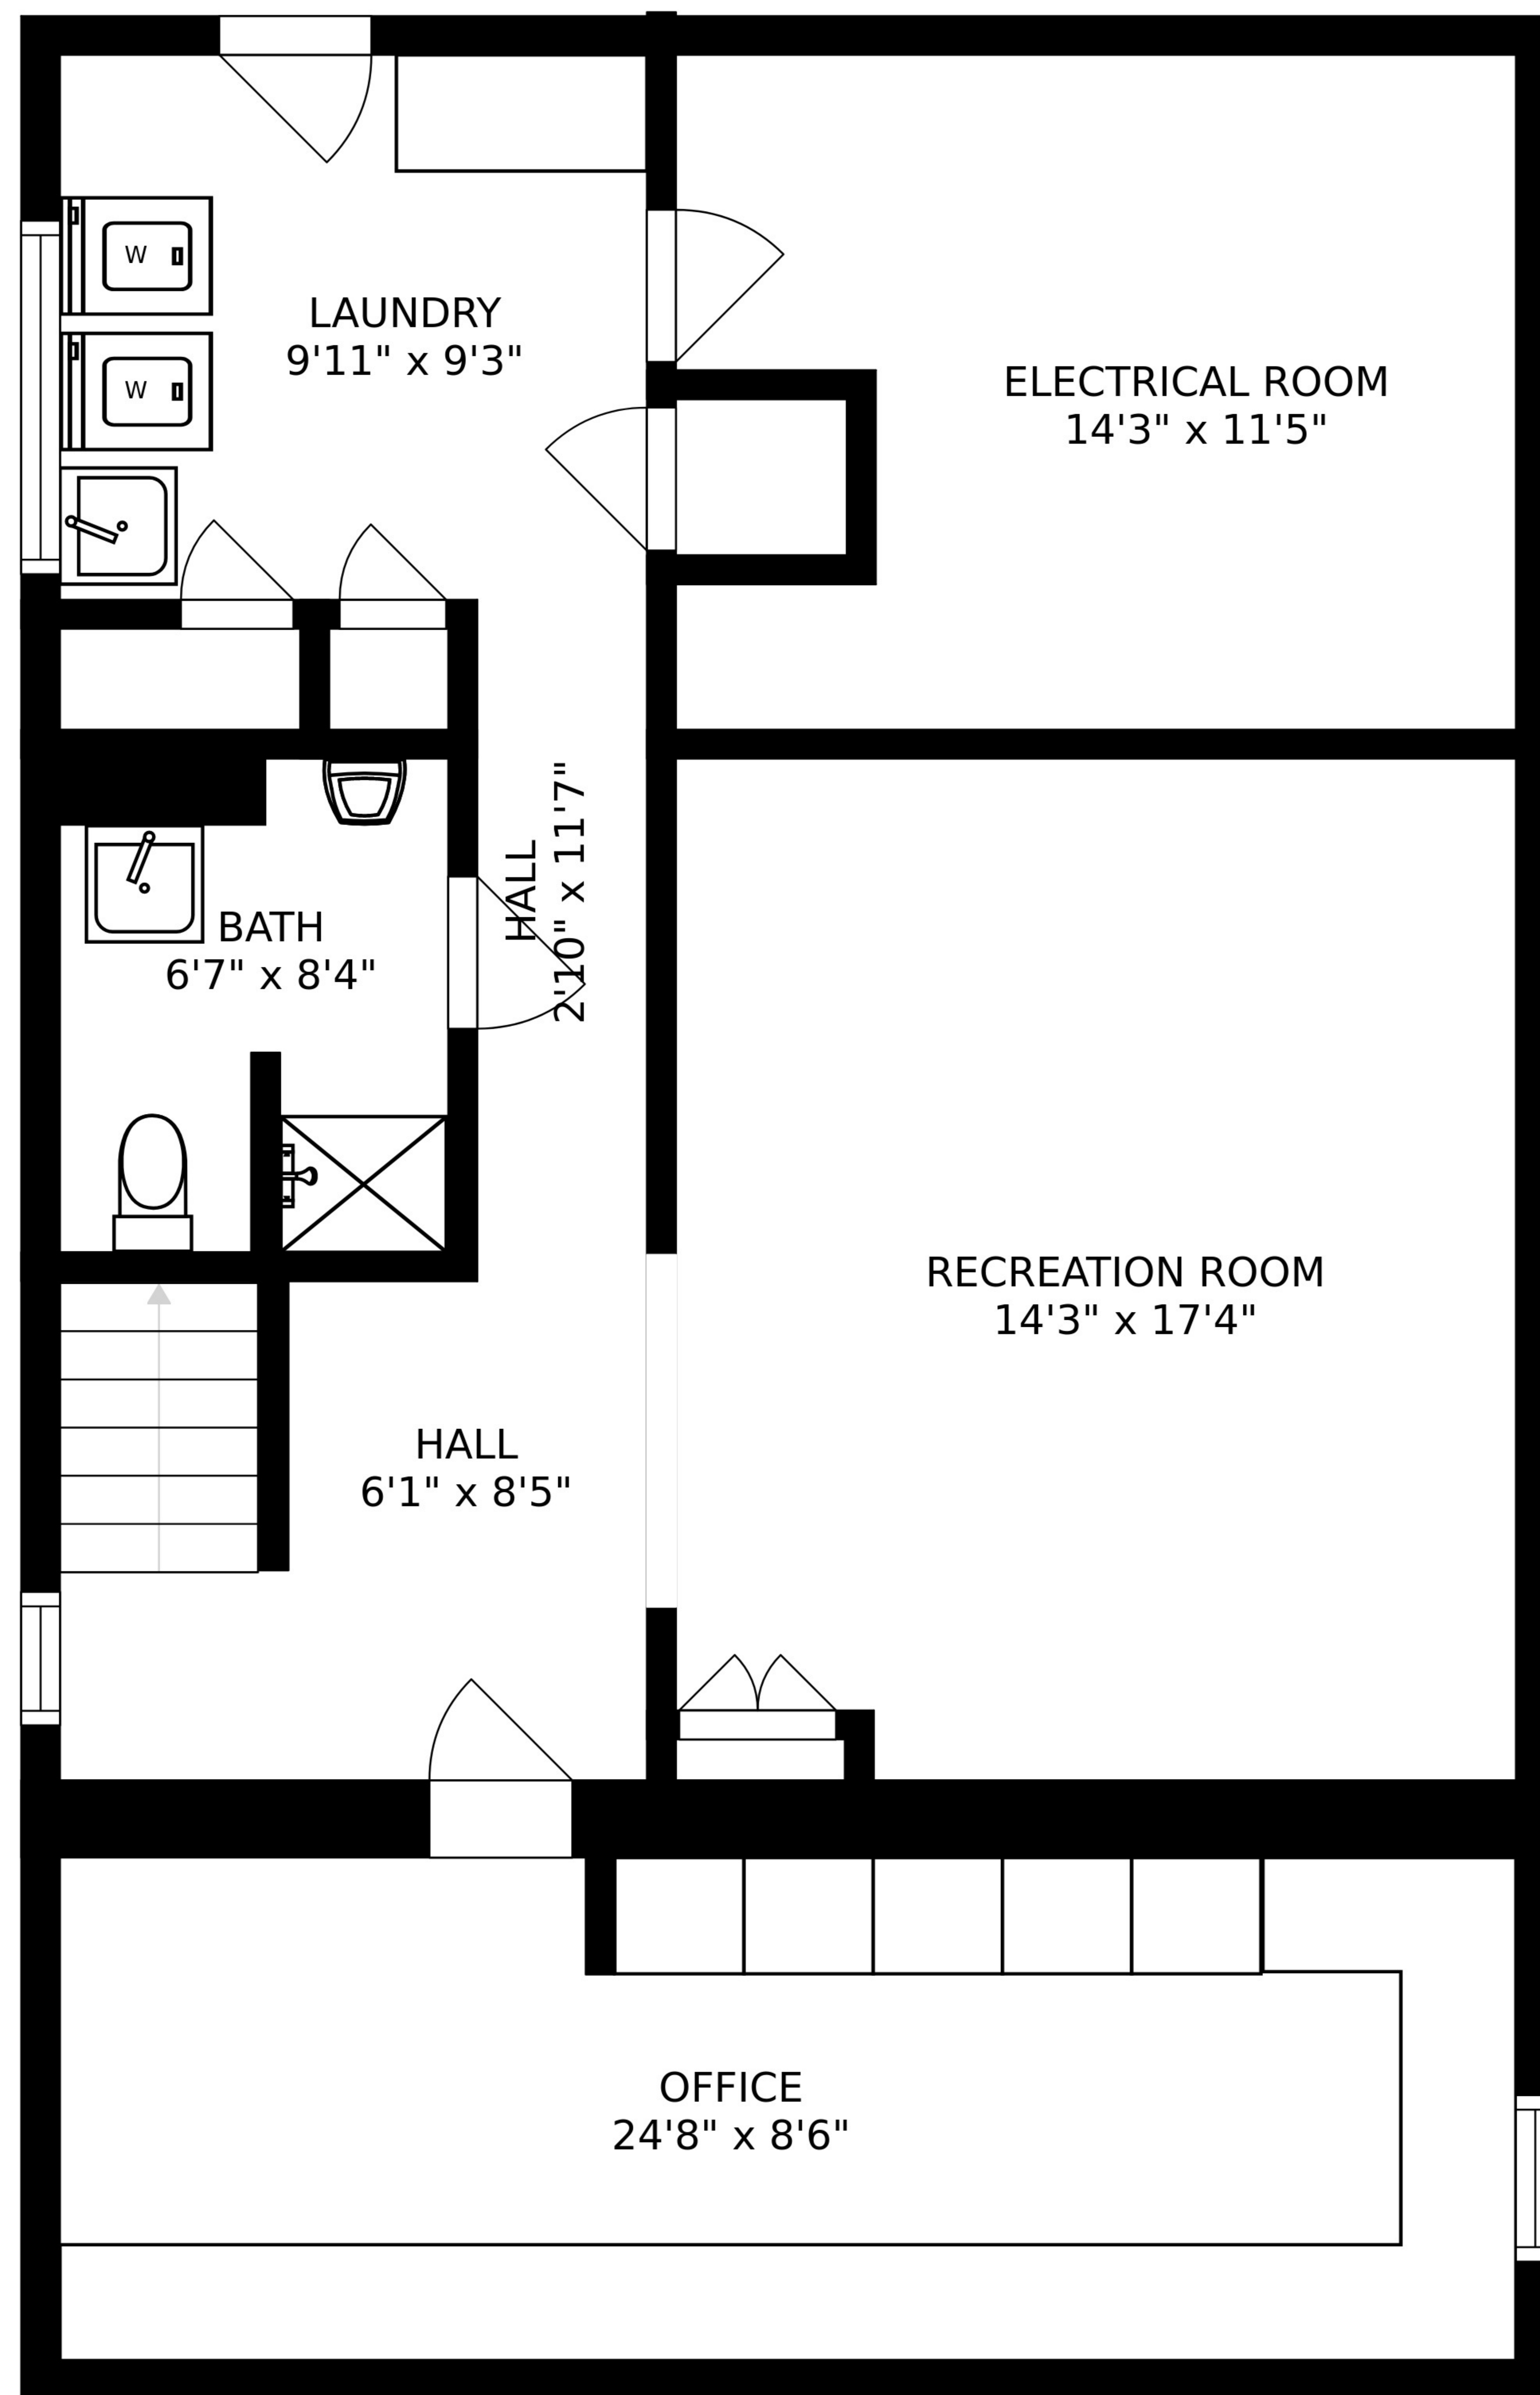 W
W
LAUNDRY
9'11" x 9'3"
ELECTRICAL ROOM
14'3" x 11'5"
HALL
2'10" x 11'7"
BATH
6'7" x 8'4"
RECREATION ROOM
14'3" x 17'4"
HALL
6'1" x 8'5"
OFFICE
24'8" x 8'6"